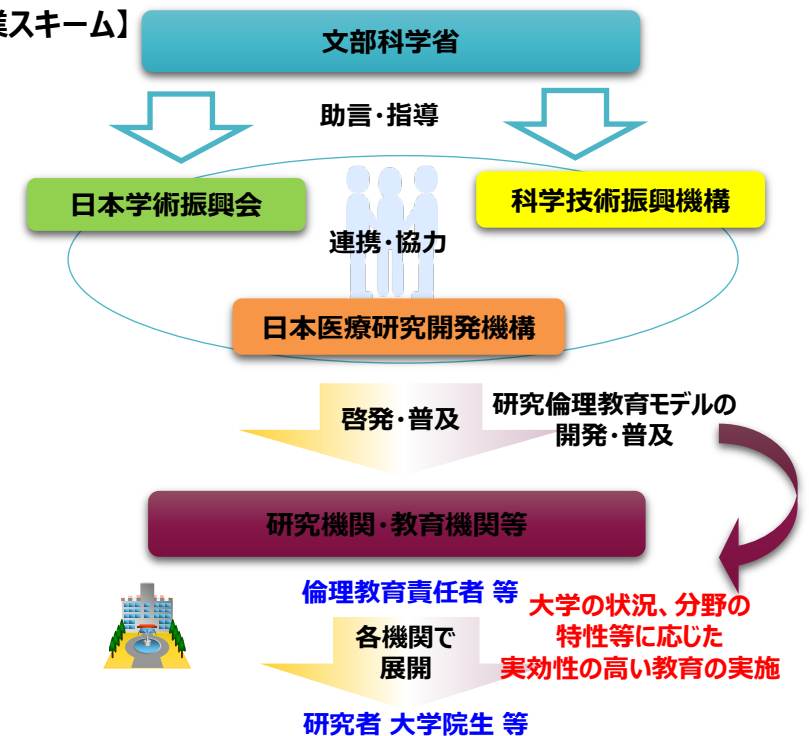 業スキーム】
文部科学省
助言・指導
日本学術振興会
科学技術振興機構
連携・協力
日本医療研究開発機構
啓発・普及
研究倫理教育モデルの
開発・普及
研究機関・教育機関等
倫理教育責任者 等
大学の状況、分野の
特性等に応じた
実効性の高い教育の実施
各機関で
展開
研究者 大学院生 等